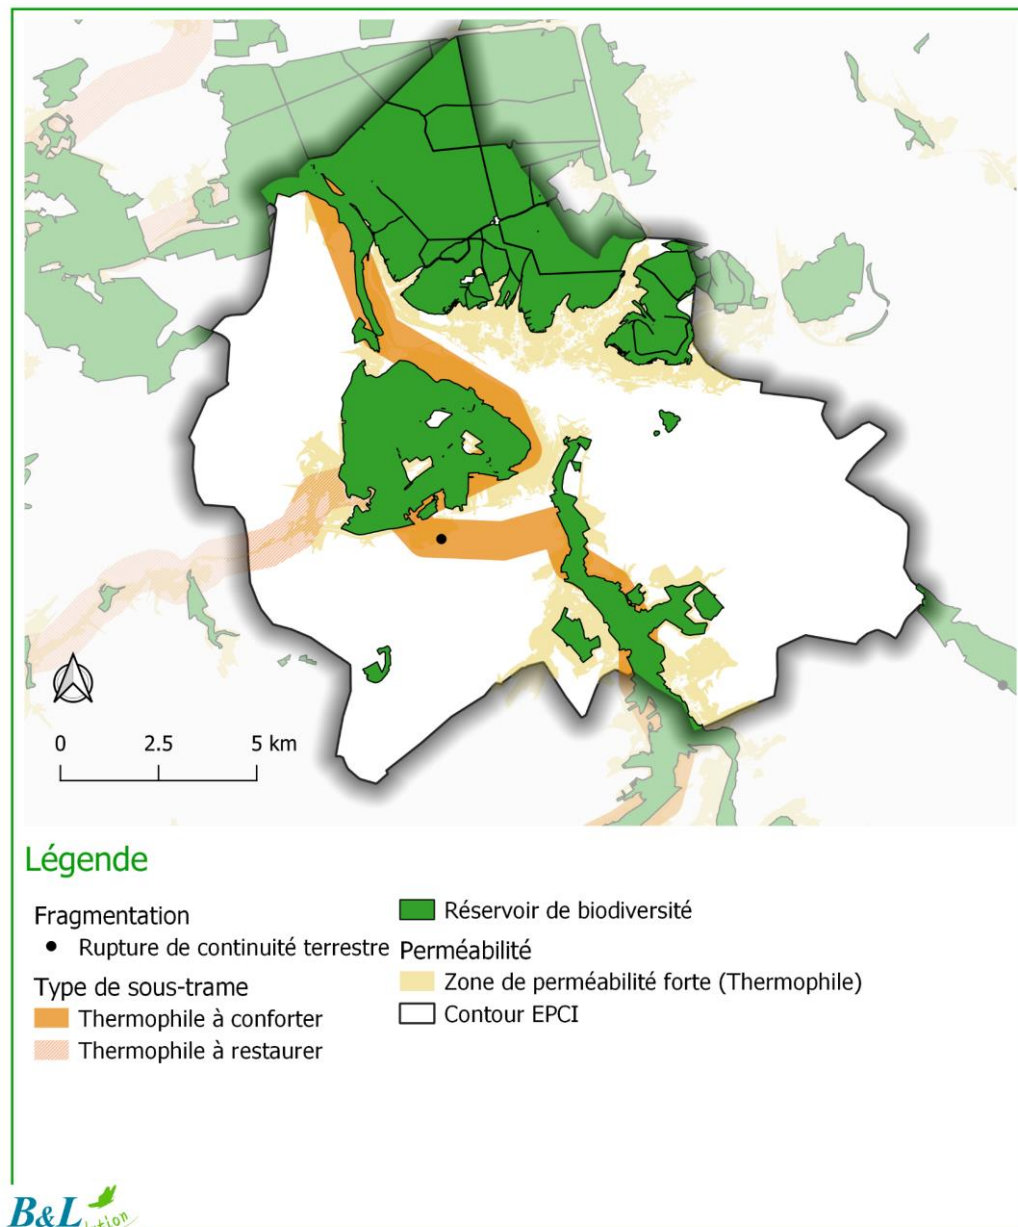 0 2.5 5 km
Légende
Fragmentation
Rupture de continuité terrestre
Type de sous-trame
Thermophile à conforter
Thermophile à restaurer
Réservoir de biodiversité
Perméabilité
Zone de perméabilité forte (Thermophile)
Contour EPCI
B&L